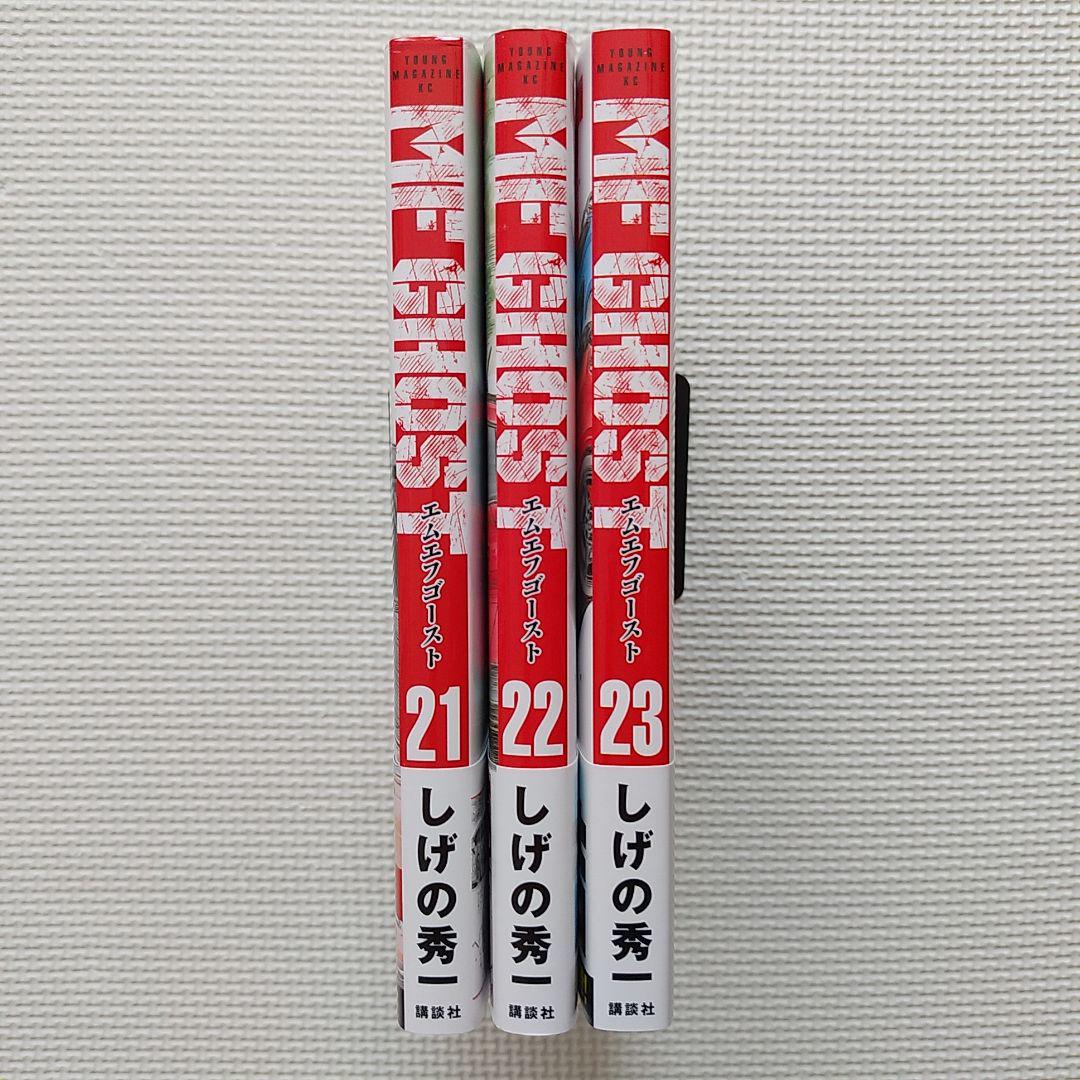 YOUNG
MAGAZINE
KC
MF GHOST
エムエフゴースト
21
しげの秀一
講談社
YOUNG
MAGAZINE
KC
MF GHOST
エムエフゴースト
22
しげの秀一
講談社
YOUNG
MAGAZINE
KC
MF GHOST
エムエフゴースト
23
しげの秀一
講談社